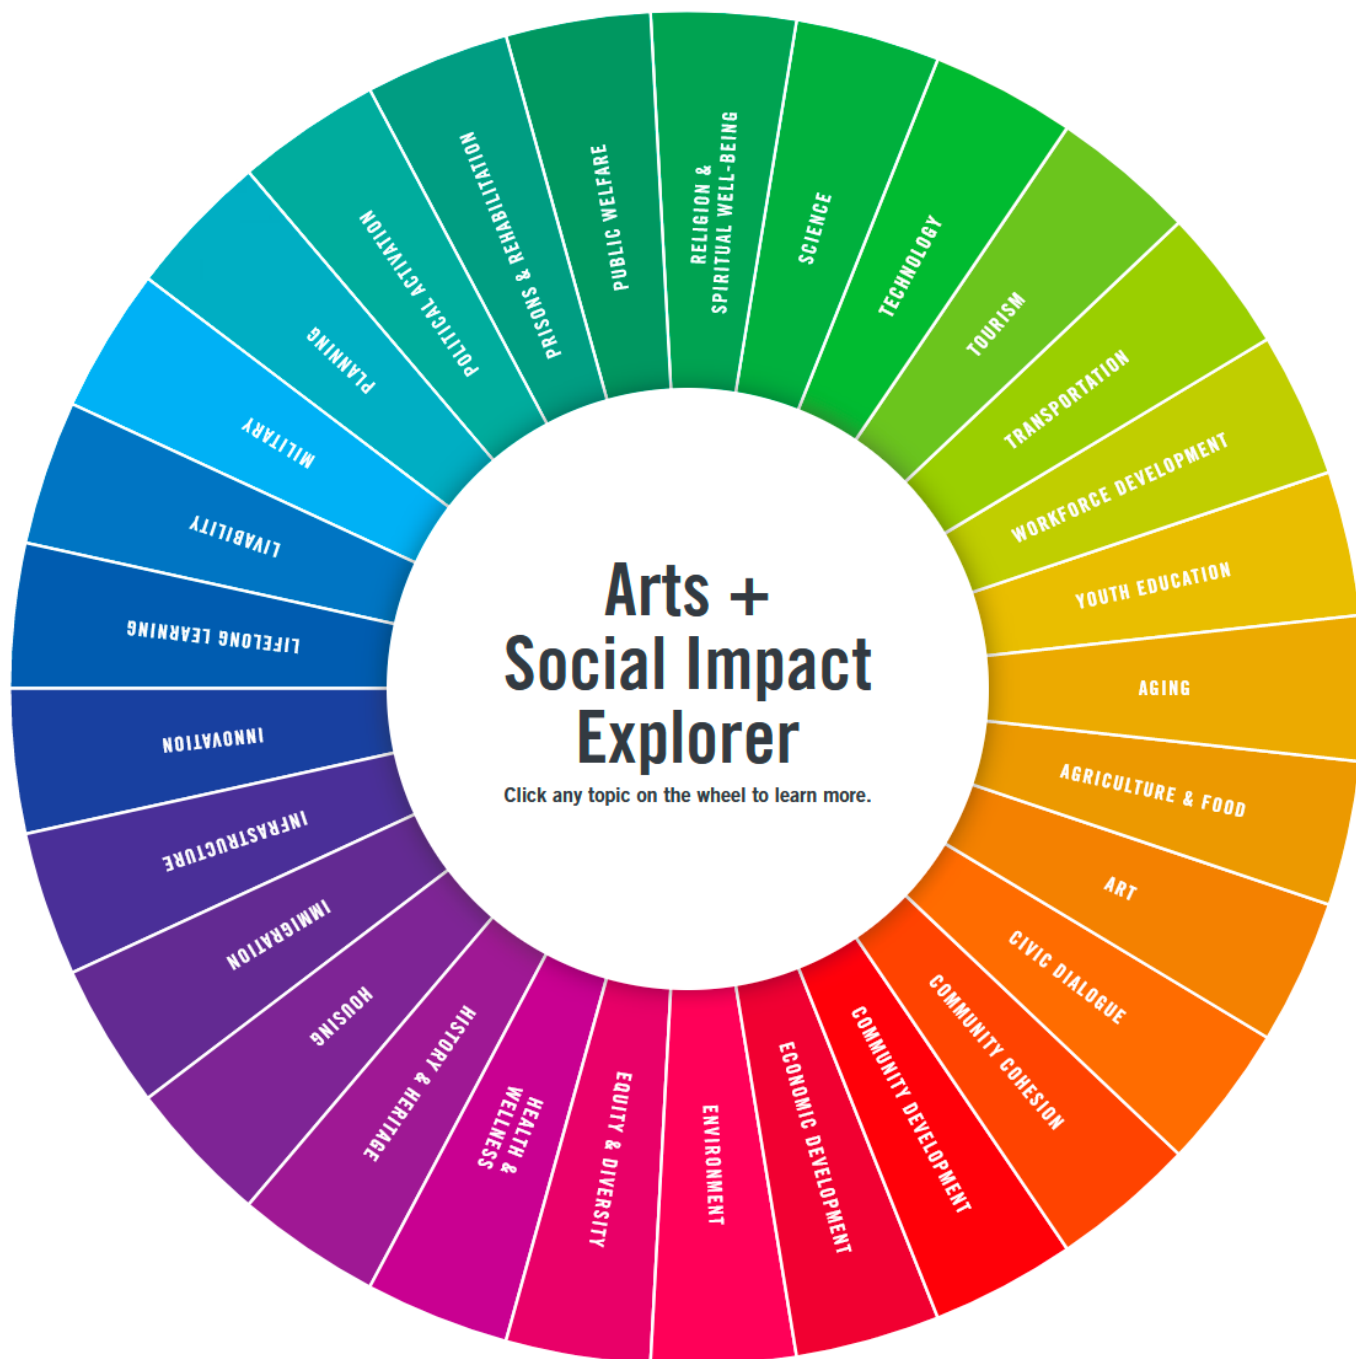 Arts +
Social Impact
Explorer
Click any topic on the wheel to learn more.
RELIGION &
SPIRITUAL WELL-BEING
SCIENCE
TECHNOLOGY
TOURISM
TRANSPORTATION
WORKFORCE DEVELOPMENT
YOUTH EDUCATION
AGING
AGRICULTURE & FOOD
ART
CIVIC DIALOGUE
COMMUNITY COHESION
COMMUNITY DEVELOPMENT
ECONOMIC DEVELOPMENT
ENVIRONMENT
EQUITY & DIVERSITY
HEALTH &
WELLNESS
HISTORY & HERITAGE
HOUSING
IMMIGRATION
INFRASTRUCTURE
INNOVATION
LIFELONG LEARNING
LIVABILITY
MILITARY
PLANNING
POLITICAL ACTIVATION
PRISONS & REHABILITATION
PUBLIC WELFARE